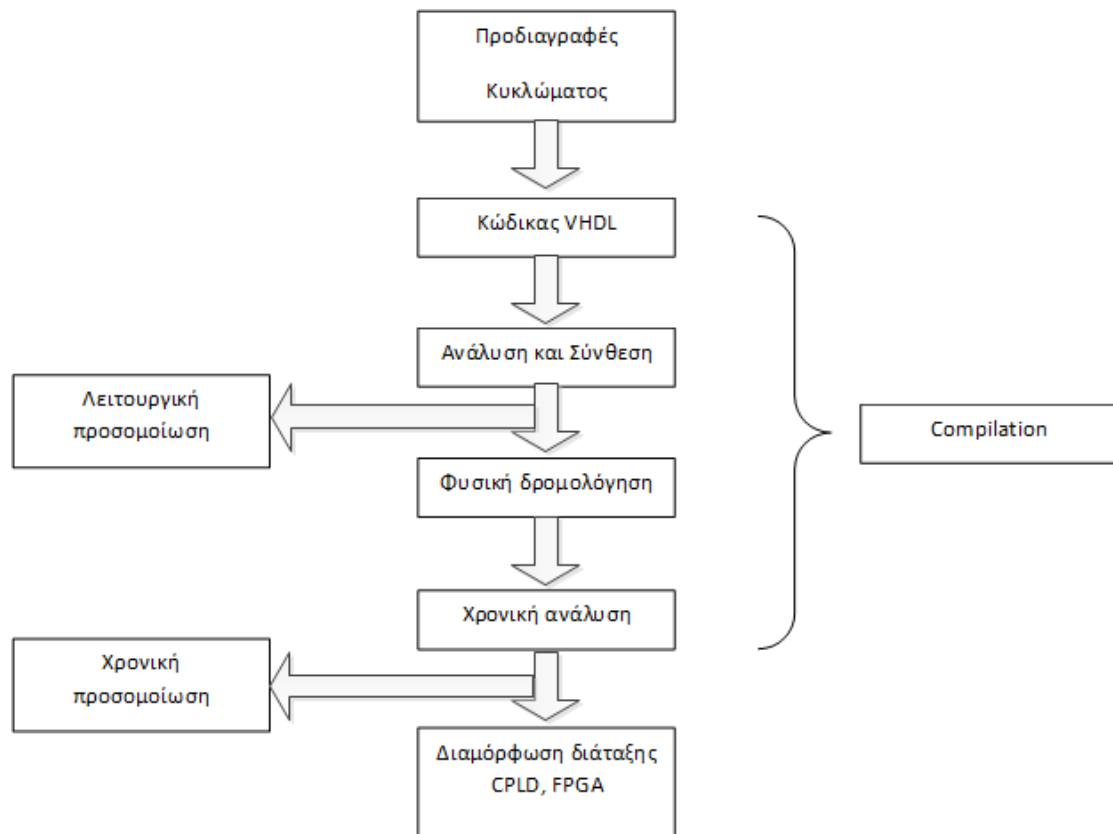 Προδιαγραφές
Κυκλώματος
Κώδικας VHDL
Ανάλυση και Σύνθεση
Λειτουργική
προσομοίωση
Compilation
Φυσική δρομολόγηση
Χρονική ανάλυση
Χρονική
προσομοίωση
Διαμόρφωση διάταξης
CPLD, FPGA